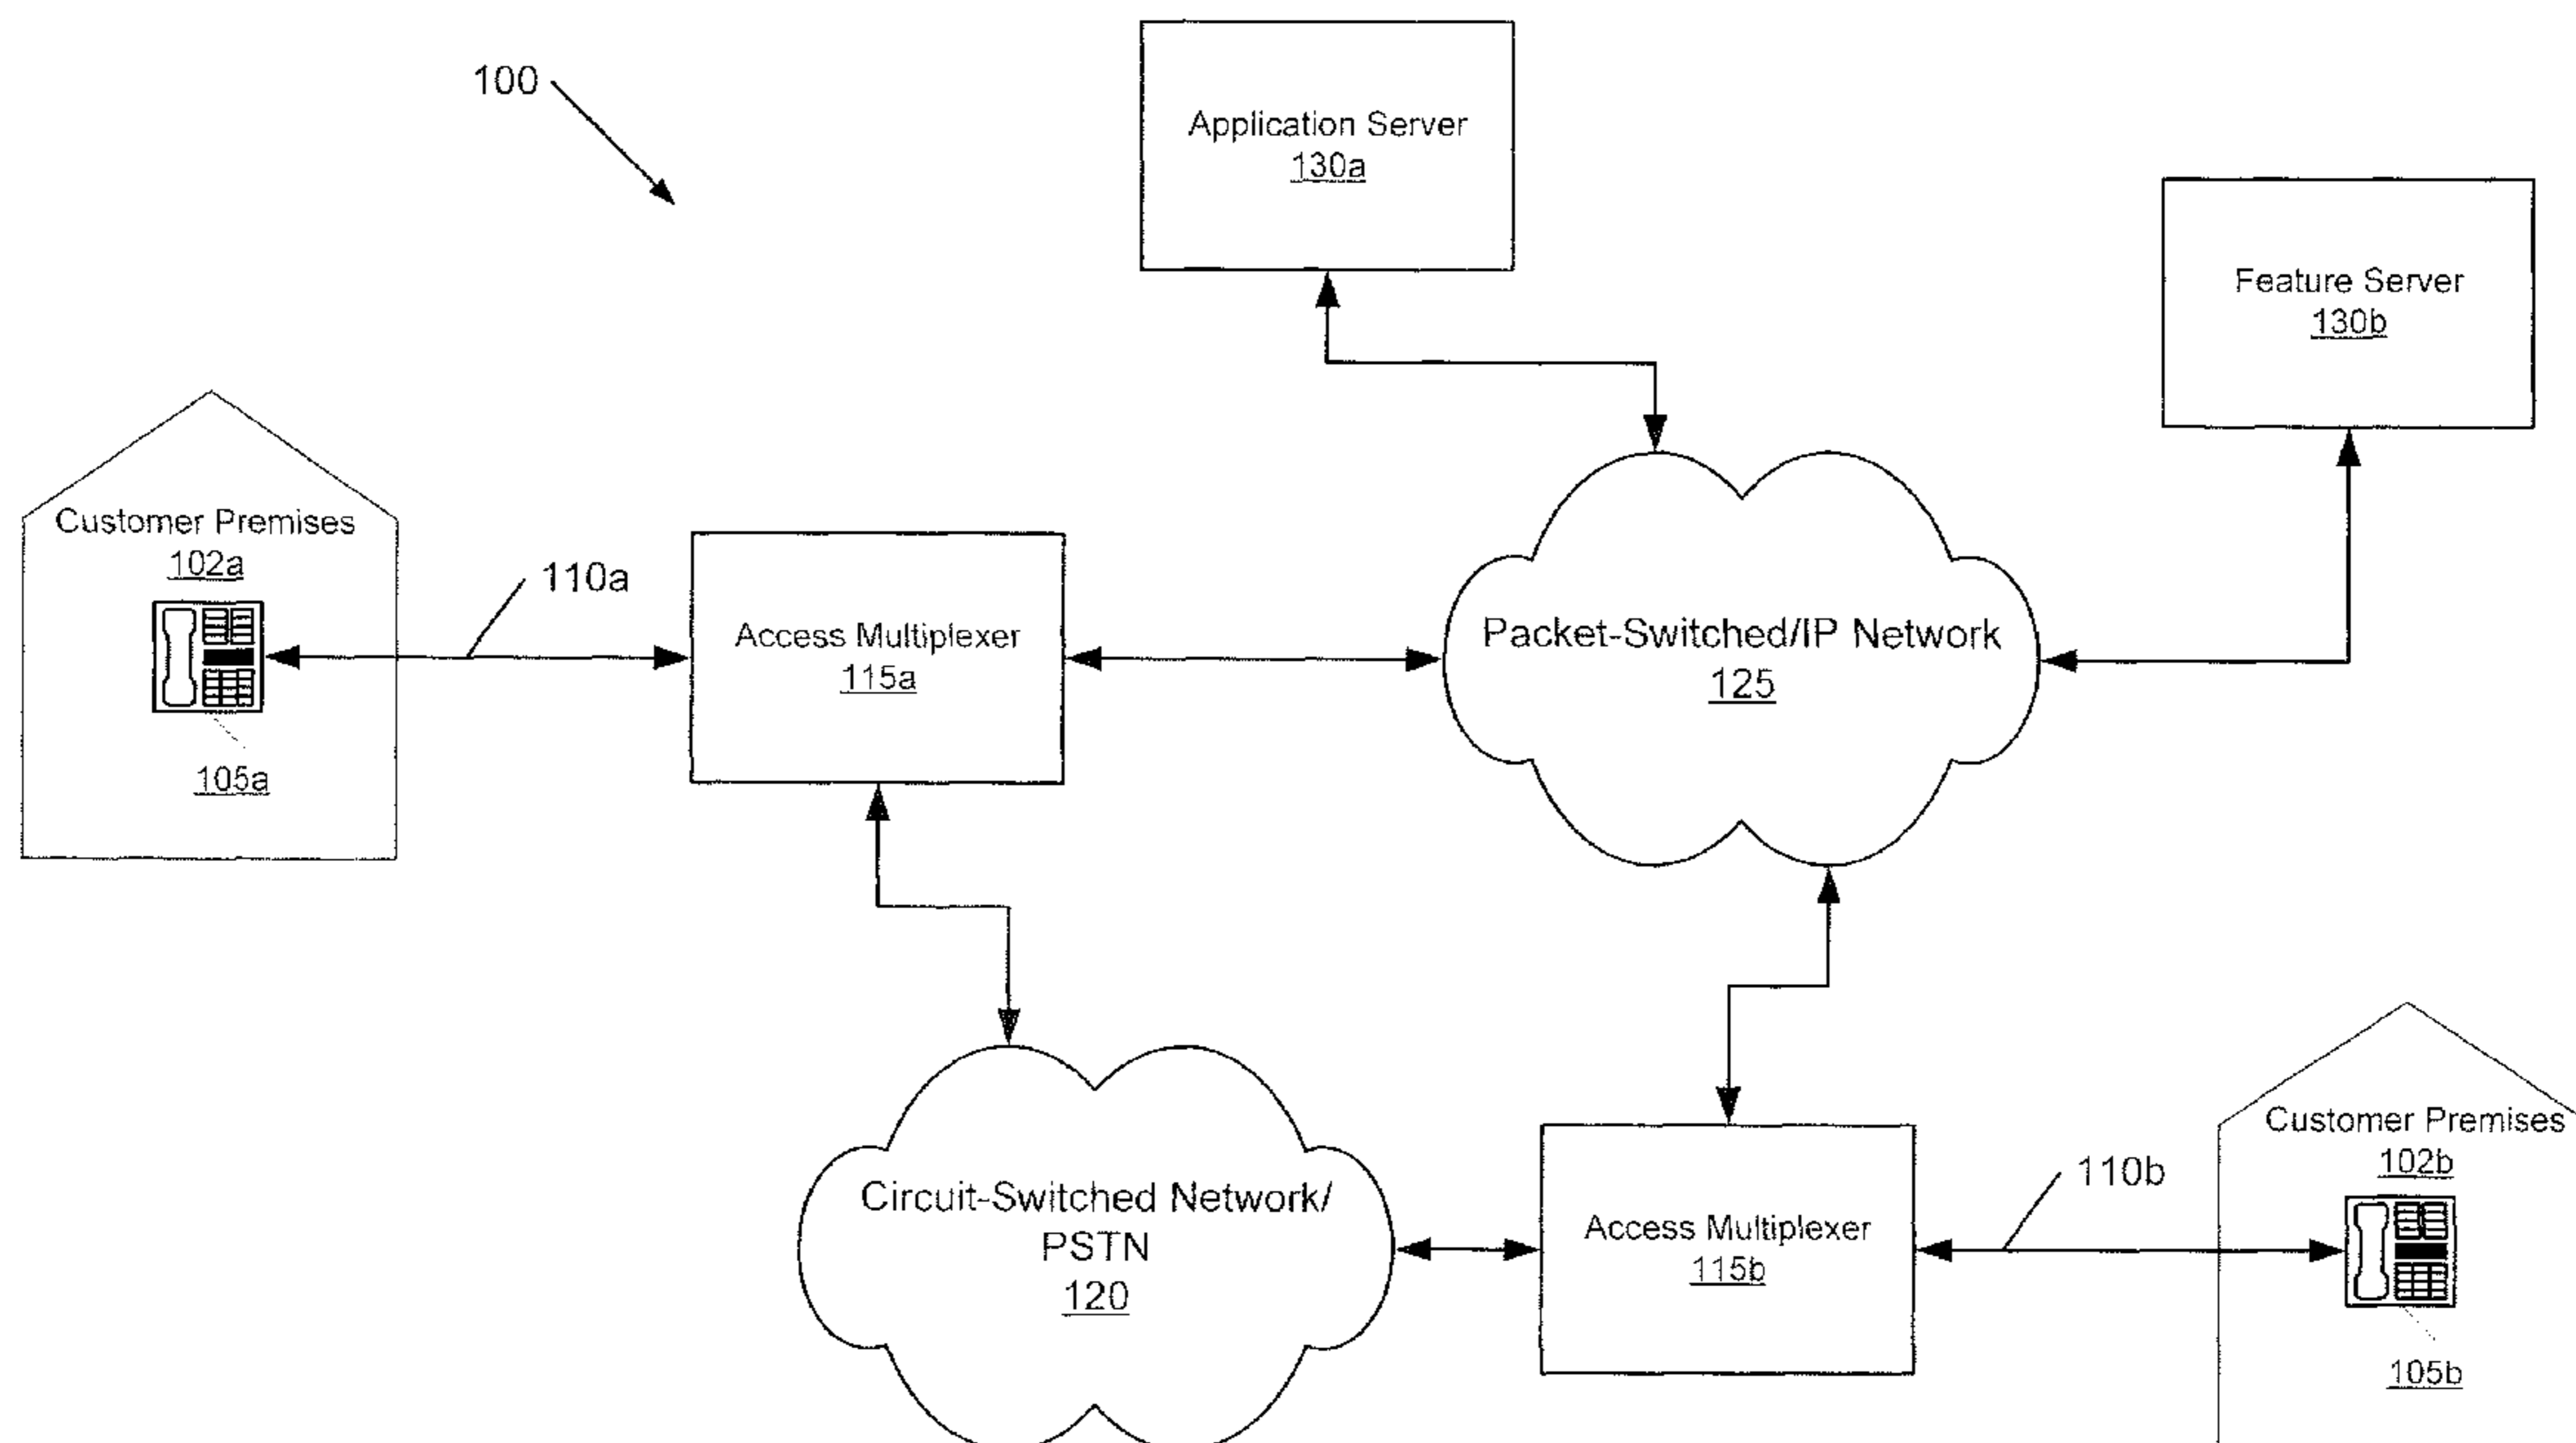 100
Application Server
130a
Feature Server
130b
Customer Premises
102a
110a
105a
Access Multiplexer
115a
Packet-Switched/IP Network
125
Circuit-Switched Network/
PSTN
120
Access Multiplexer
115b
110b
Customer Premises
102b
105b